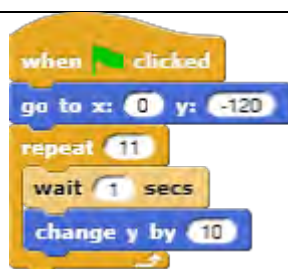 when clicked
go to x: 0 y: -120
repeat 11
wait 1 secs
change y by 10